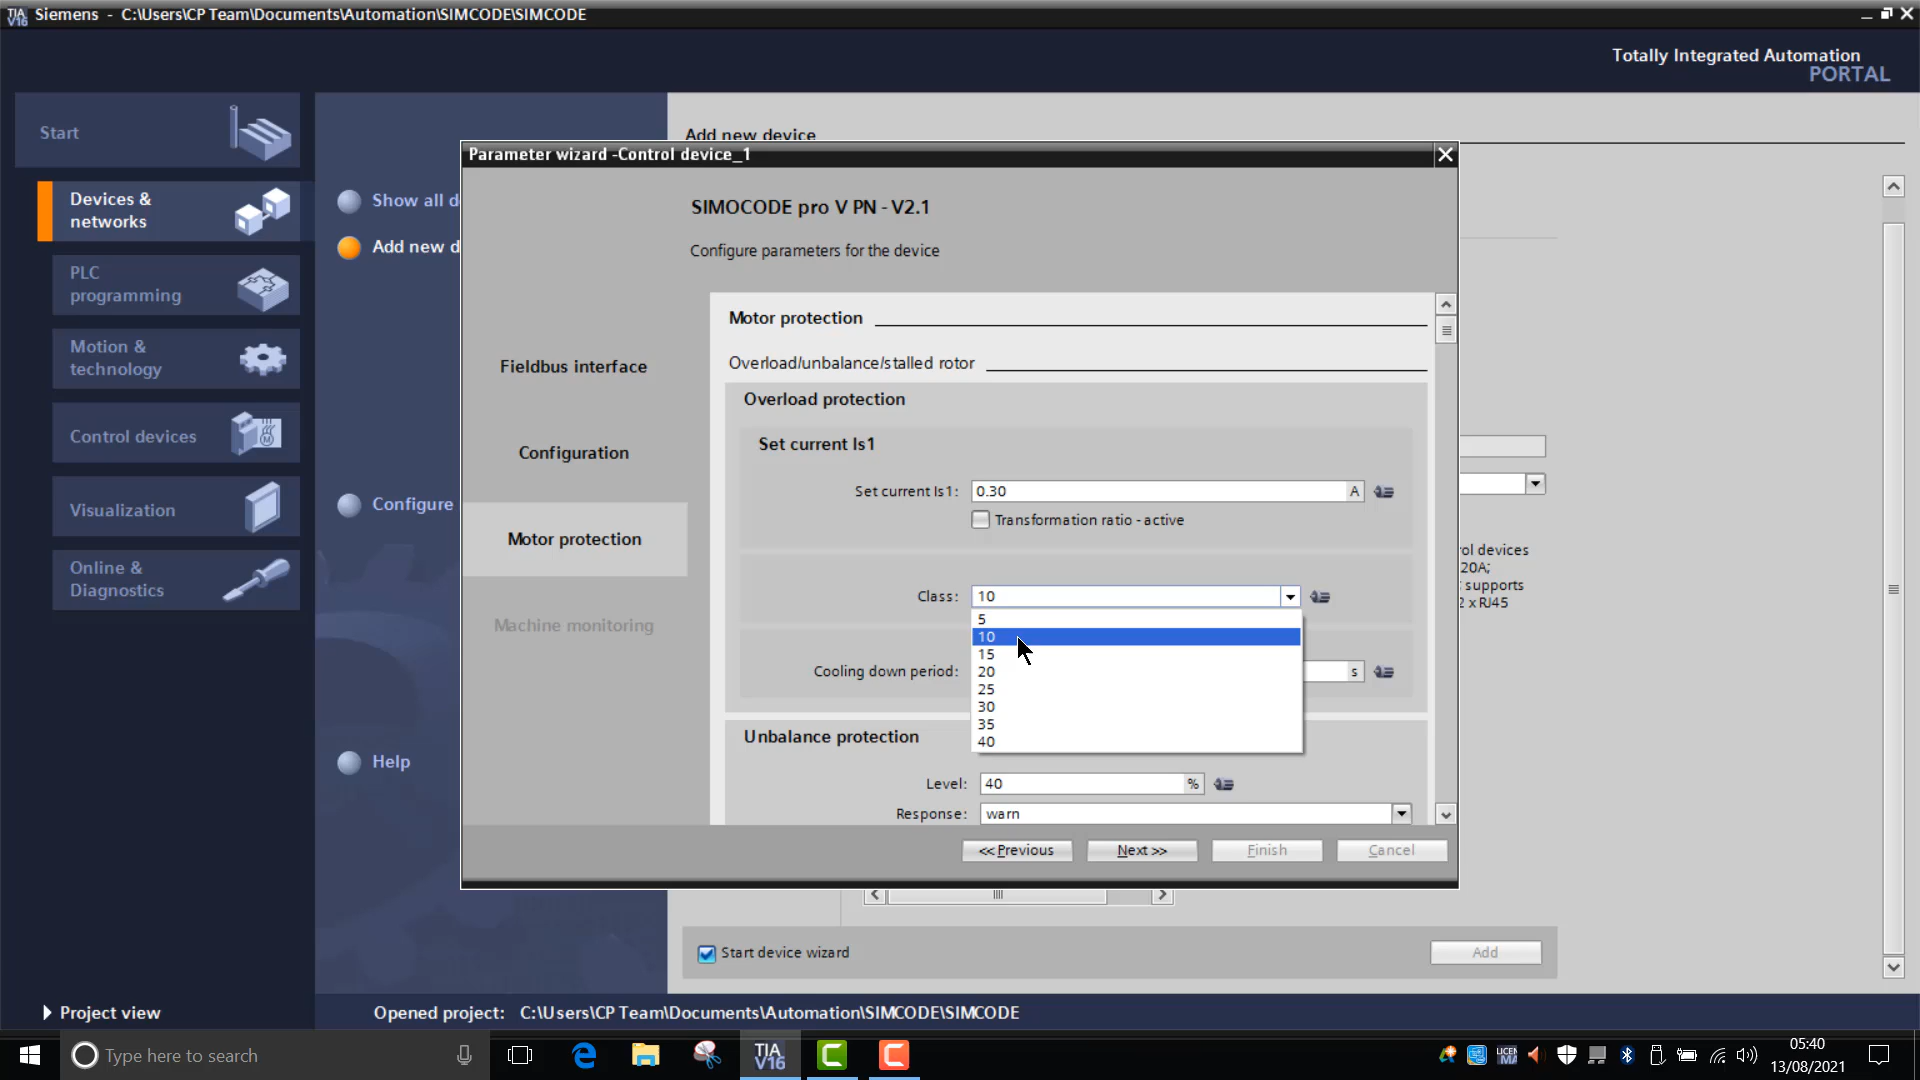 TIA V16 Siemens - C:\Users\CP Team\Documents\Automation\SIMCODE\SIMCODE
Totally Integrated Automation
PORTAL
Start
Devices &
networks
PLC
programming
Motion &
technology
Control devices
Visualization
Online &
Diagnostics
Project view
Show all d
Add new d
Configure
Help
Add new device
Parameter wizard -Control device_1
SIMOCODE pro V PN - V2.1
Configure parameters for the device
Fieldbus interface
Configuration
Motor protection
Machine monitoring
Motor protection
Overload/unbalance/stalled rotor
Overload protection
Set current Is1
Set current Is1: 0.30 A
Transformation ratio - active
Class: 10
5
10
15
20
25
30
35
40
Cooling down period: s
Unbalance protection
Level: 40 %
Response: warn
<<Previous
Next>>
Finish
Cancel
ol devices
20A;
supports
2 x RJ45
Start device wizard
Add
Opened project: C:\Users\CP Team\Documents\Automation\SIMCODE\SIMCODE
Type here to search
TIA
V16
05:40
13/08/2021